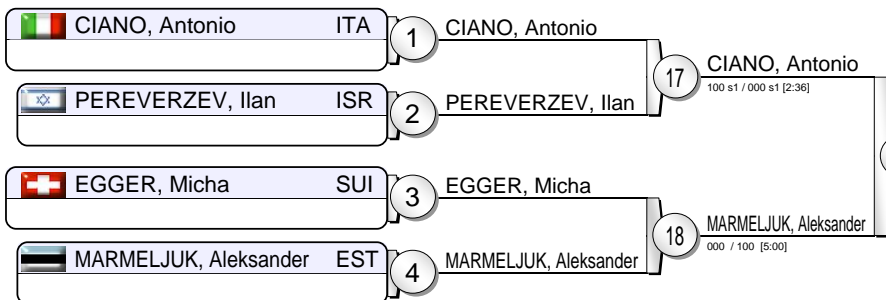 CIANO, Antonio ITA
1
CIANO, Antonio
PEREVERZEV, Ilan ISR
2
PEREVERZEV, Ilan
17
CIANO, Antonio
100 s1 / 000 s1 [2:36]
EGGER, Micha SUI
3
EGGER, Micha
MARMELJUK, Aleksander EST
4
MARMELJUK, Aleksander
18
MARMELJUK, Aleksander
000 / 100 [5:00]